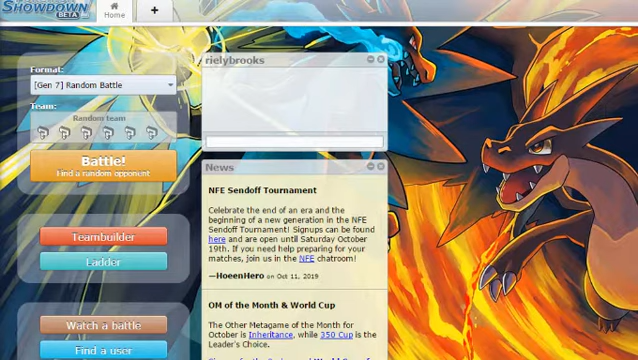 SHOWDOWN
BETA
Home
+
Format:
[Gen 7] Random Battle
Team:
Random team
Battle!
Find a random opponent
Teambuilder
Ladder
Watch a battle
Find a user
rielybrooks
News
NFE Sendoff Tournament
Celebrate the end of an era and the
beginning of a new generation in the NFE
Sendoff Tournament! Signups can be found
here and are open until Saturday October
19th. If you need help preparing for your
matches, join us in the NFE chatroom!
—HoeenHero on Oct 11, 2019
OM of the Month & World Cup
The Other Metagame of the Month for
October is Inheritance, while 350 Cup is the
Leader's Choice.